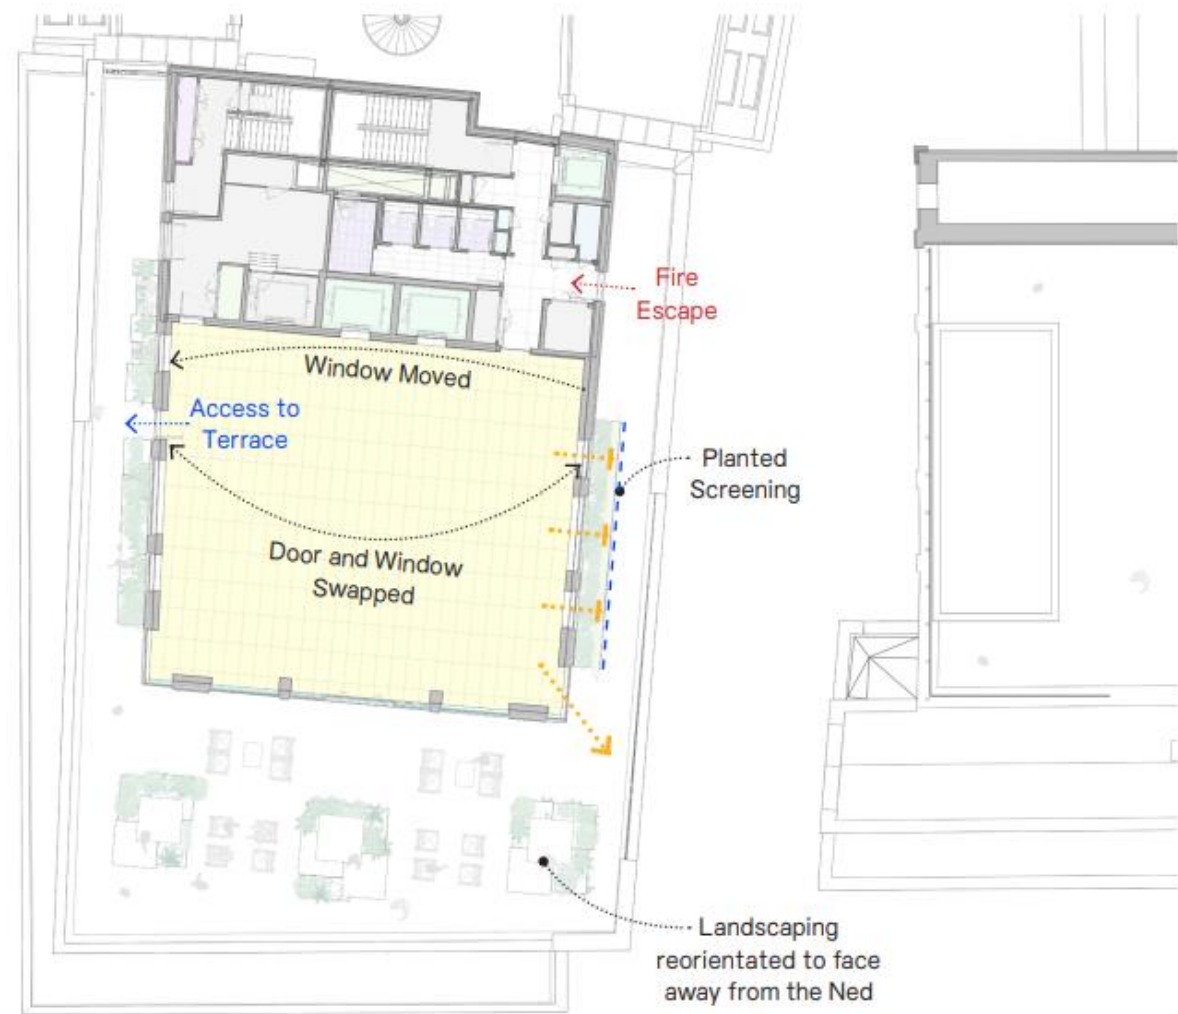 Fire
Escape
Window Moved
Access to
Terrace
Planted
Screening
Door and Window
Swapped
Landscaping
reorientated to face
away from the Ned